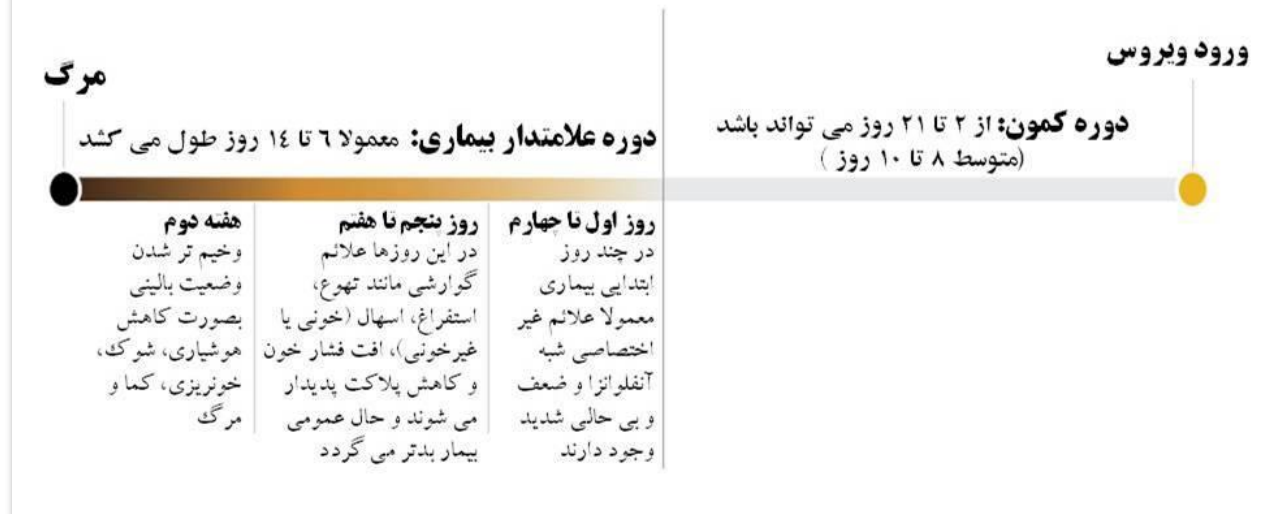 ورود ویروس
دوره کمون: از ۲ تا ۲۱ روز می تواند باشد
(متوسط ۸ تا ۱۰ روز )
مرگ
دوره علامتدار بیماری: معمولا ٦ تا ١٤ روز طول می کشد
روز اول تا چهارم
در چند روز
ابتدایی بیماری
معمولا علائم غیر
اختصاصی شبه
آنفلوانزا و ضعف
و بی حالی شدید
وجود دارند
روز پنجم تا هفتم
در این روزها علائم
گوارشی مانند تهوع،
استفراغ، اسهال (خونی یا
غیرخونی)، افت فشار خون
و کاهش پلاکت پدیدار
می شوند و حال عمومی
بیمار بدتر می گردد
هفته دوم
وخیم تر شدن
وضعیت بالینی
بصورت کاهش
هوشیاری، شوک،
خونریزی، کما و
مرگ